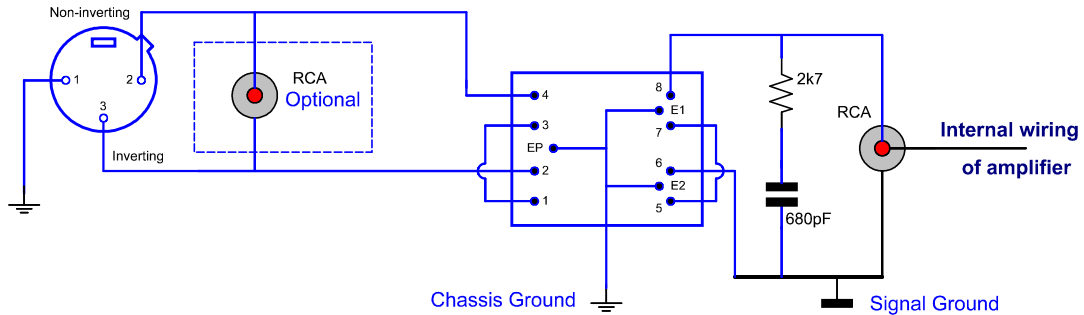 Non-inverting
1
2
3
Inverting
RCA
Optional
4
3
EP
2
1
8
E1
7
6
E2
5
2k7
680pF
RCA
Internal wiring
of amplifier
Chassis Ground
Signal Ground